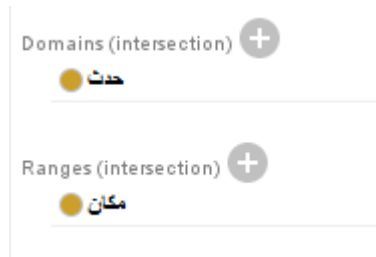 Domains (intersection)
حدث
Ranges (intersection)
مكان